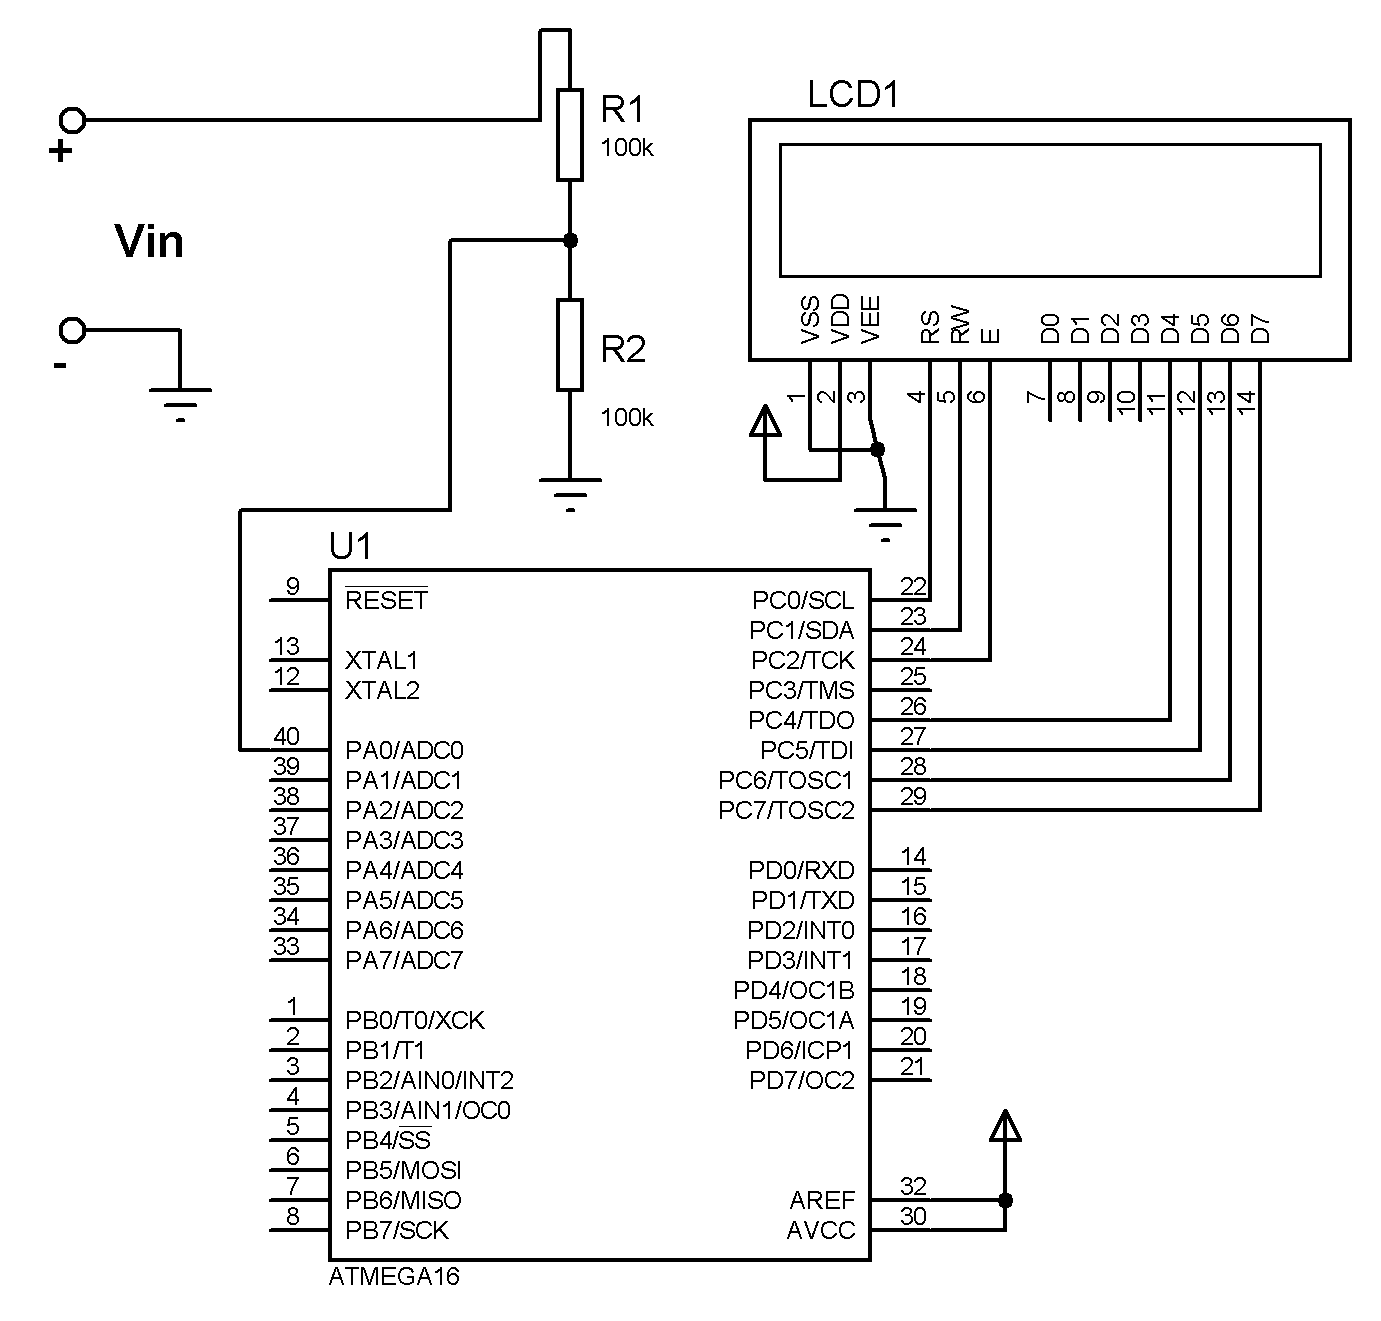 +
Vin
-
R1
100k
R2
100k
LCD1
VSS
VDD
VEE
RS
RW
E
D0
D1
D2
D3
D4
D5
D6
D7
1
2
3
4
5
6
7
8
9
10
11
12
13
14
U1
9 RESET
13 XTAL1
12 XTAL2
40 PA0/ADC0
39 PA1/ADC1
38 PA2/ADC2
37 PA3/ADC3
36 PA4/ADC4
35 PA5/ADC5
34 PA6/ADC6
33 PA7/ADC7
1 PB0/T0/XCK
2 PB1/T1
3 PB2/AIN0/INT2
4 PB3/AIN1/OC0
5 PB4/SS
6 PB5/MOSI
7 PB6/MISO
8 PB7/SCK
PC0/SCL 22
PC1/SDA 23
PC2/TCK 24
PC3/TMS 25
PC4/TDO 26
PC5/TDI 27
PC6/TOSC1 28
PC7/TOSC2 29
PD0/RXD 14
PD1/TXD 15
PD2/INT0 16
PD3/INT1 17
PD4/OC1B 18
PD5/OC1A 19
PD6/ICP1 20
PD7/OC2 21
AREF 32
AVCC 30
ATMEGA16